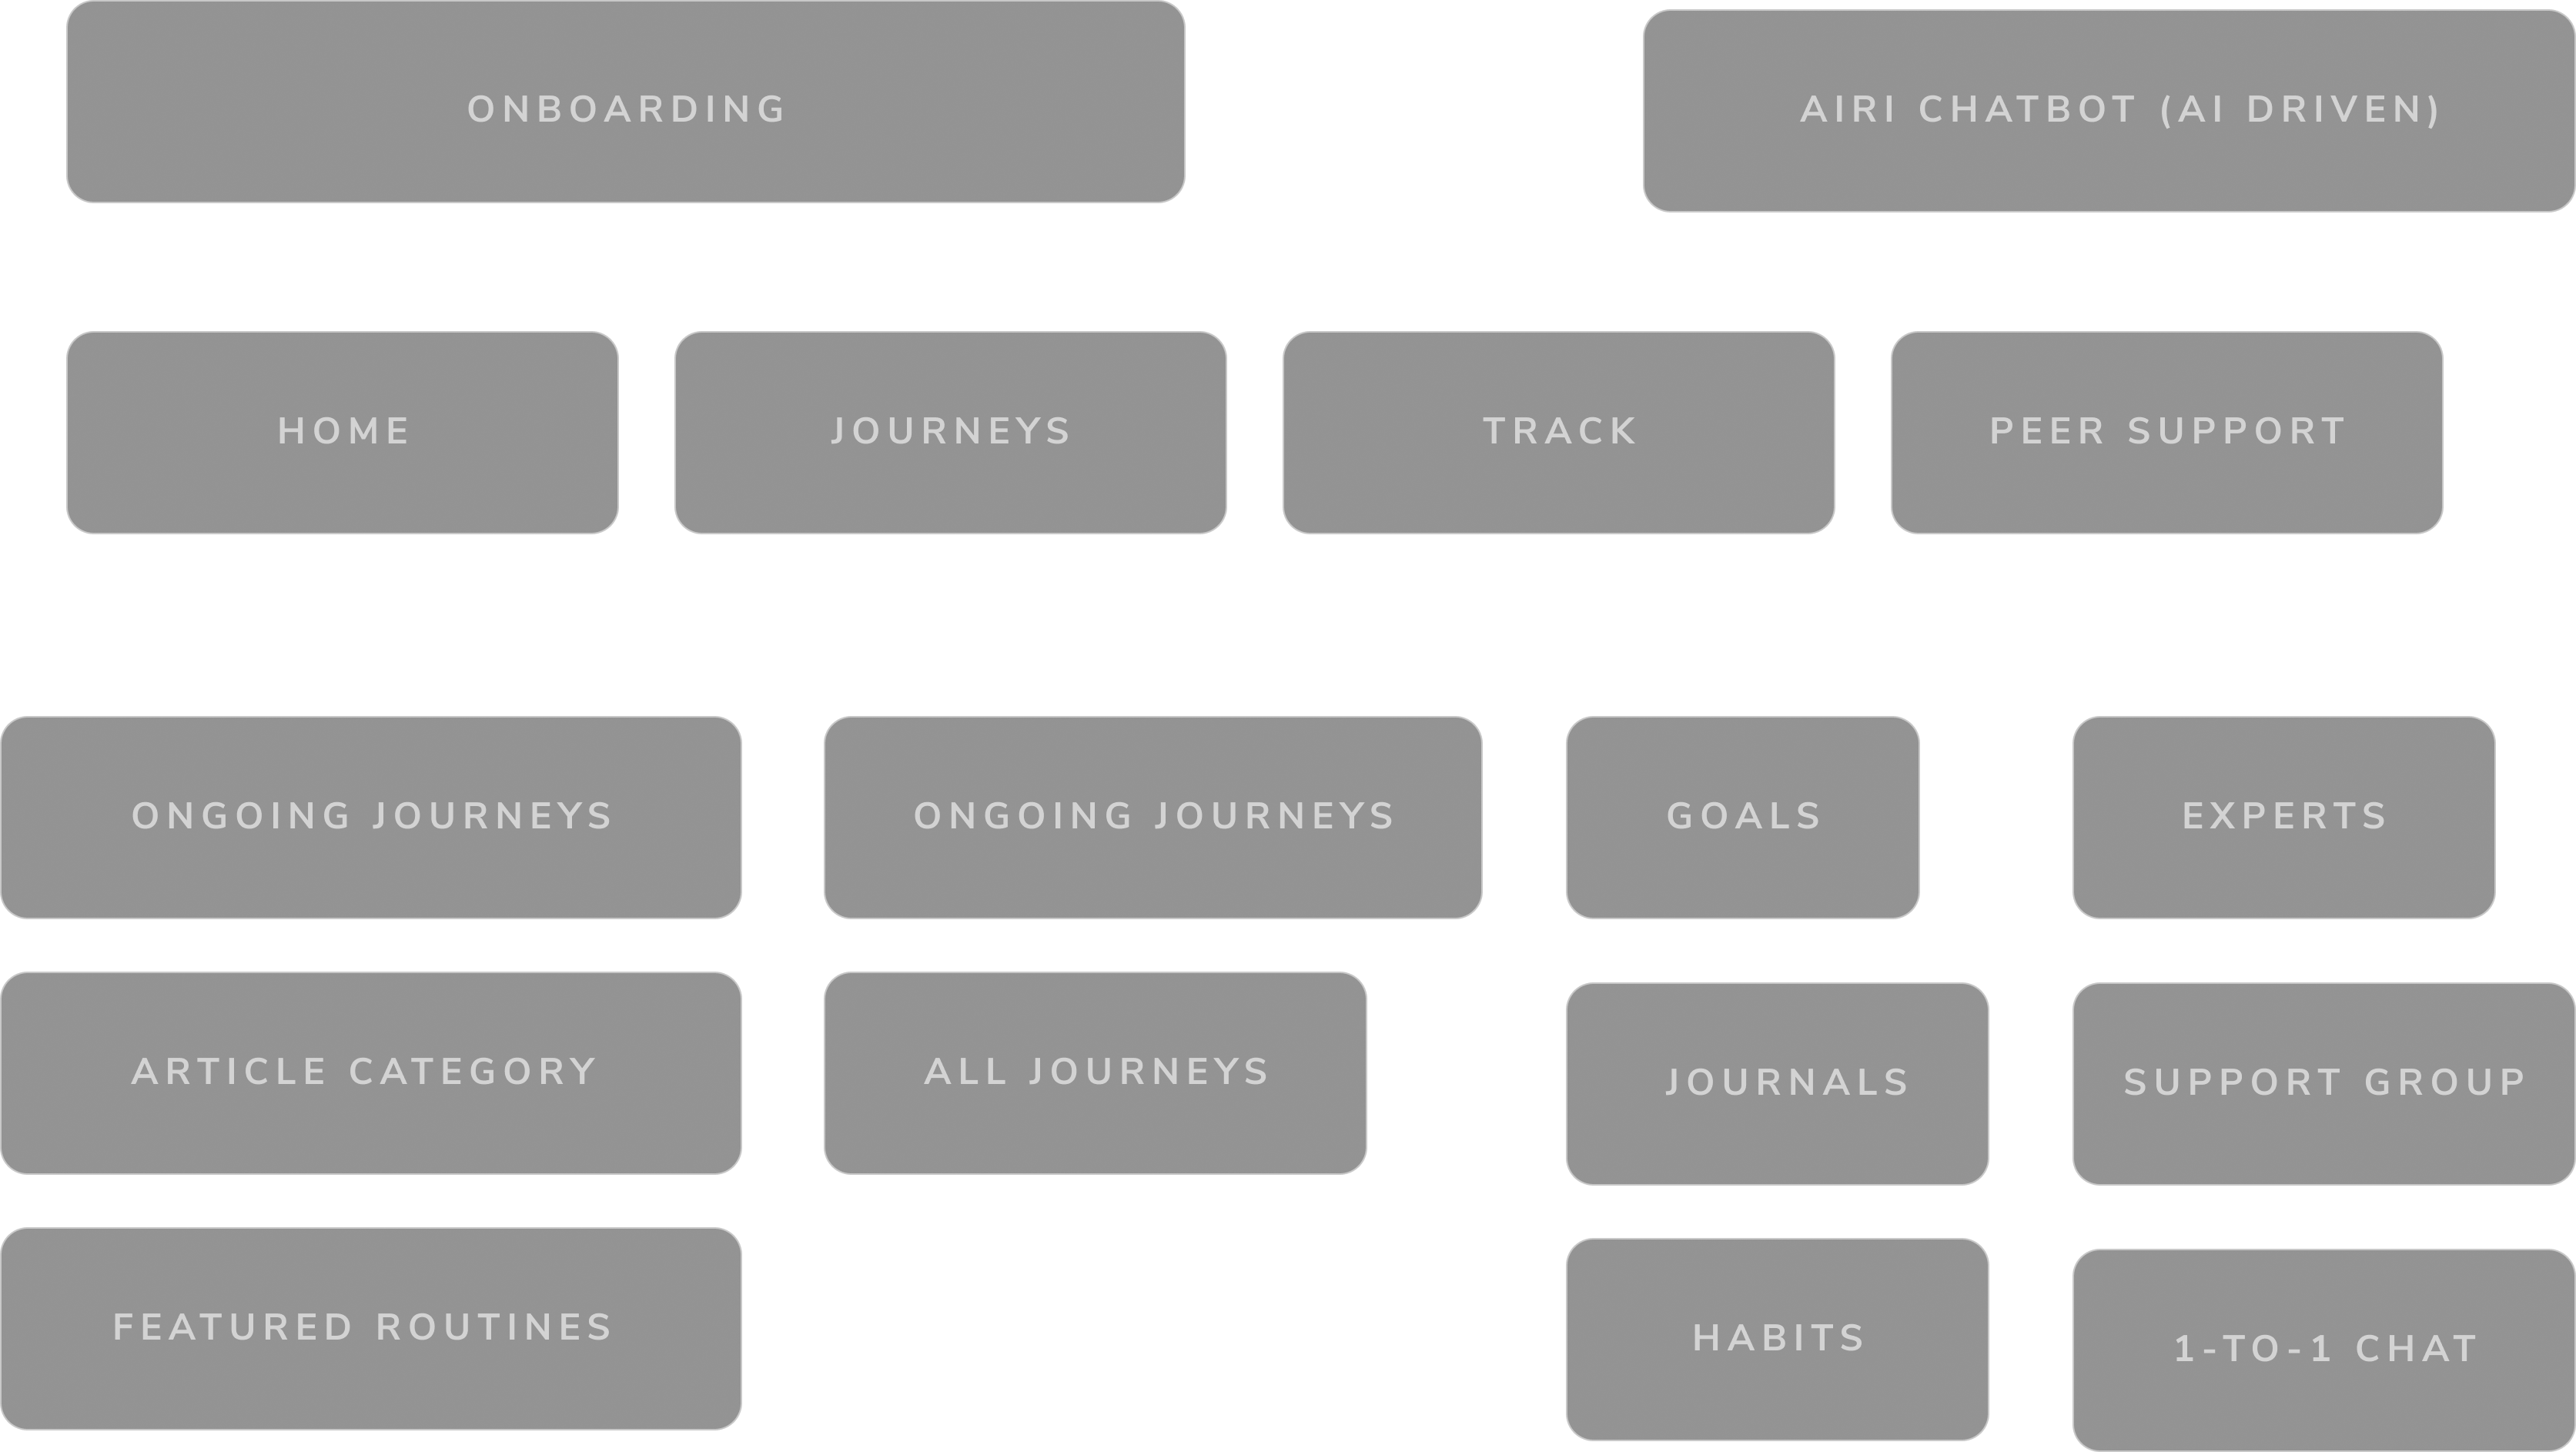 ONBOARDING
AIRI CHATBOT (AI DRIVEN)
HOME
JOURNEYS
TRACK
PEER SUPPORT
ONGOING JOURNEYS
ONGOING JOURNEYS
GOALS
EXPERTS
ARTICLE CATEGORY
ALL JOURNEYS
JOURNALS
SUPPORT GROUP
FEATURED ROUTINES
HABITS
1-TO-1 CHAT